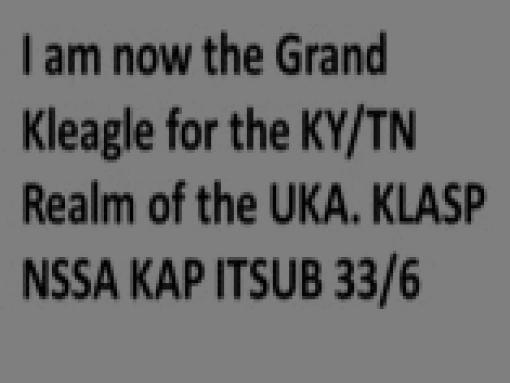 I am now the Grand
Kleagle for the KY/TN
Realm of the UKA. KLASP
NSSA KAP ITSUB 33/6